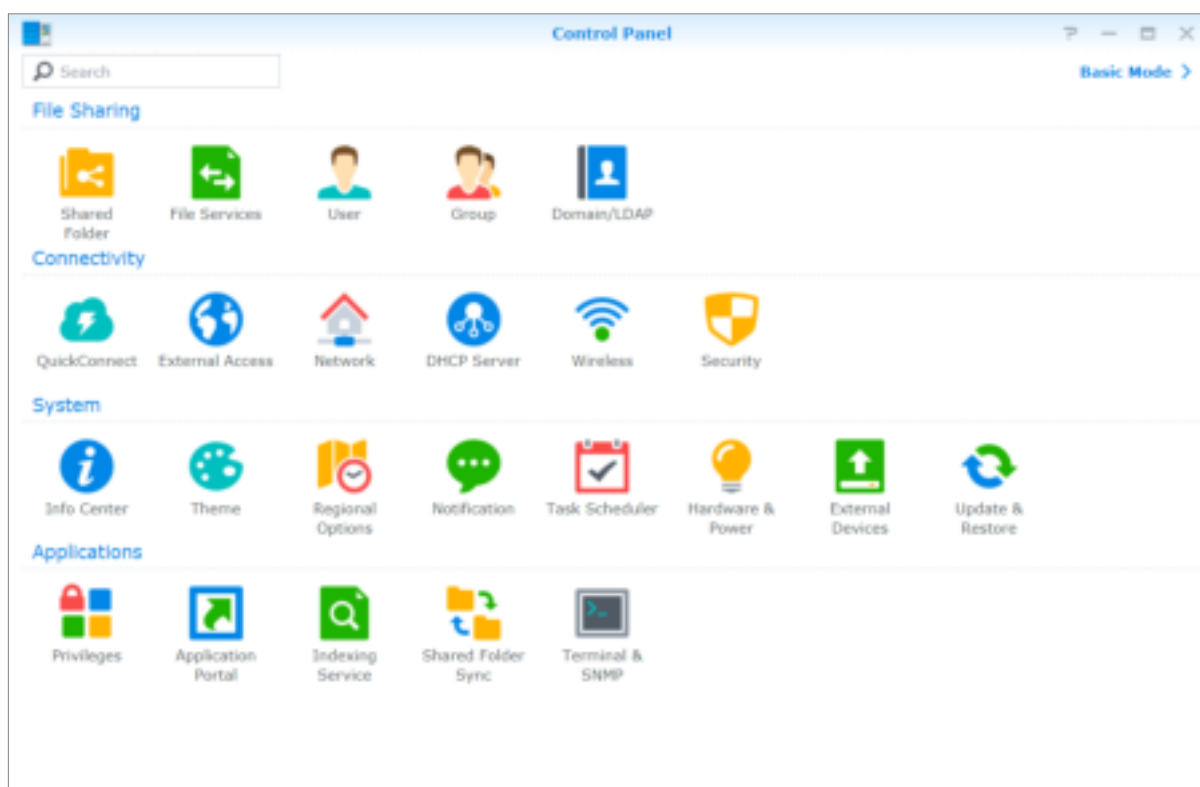 Control Panel
Search
Basic Mode
File Sharing
Shared Folder
File Services
User
Group
Domain/LDAP
Connectivity
QuickConnect
External Access
Network
DHCP Server
Wireless
Security
System
Info Center
Theme
Regional Options
Notification
Task Scheduler
Hardware & Power
External Devices
Update & Restore
Applications
Privileges
Application Portal
Indexing Service
Shared Folder Sync
Terminal & SNMP